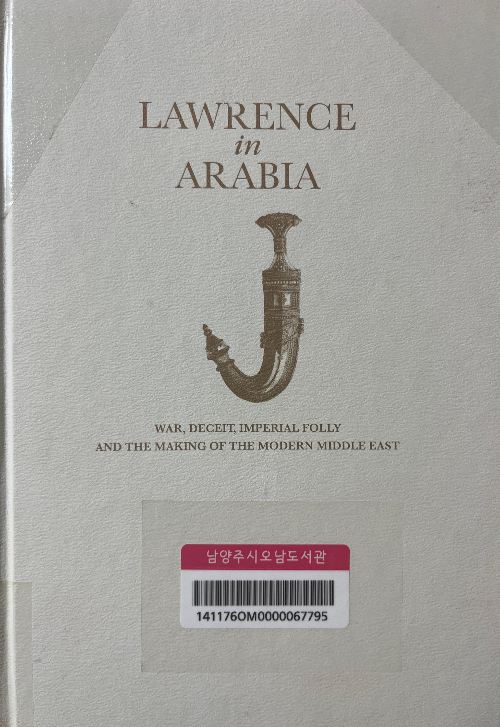 LAWRENCE
in
ARABIA
WAR, DECEIT, IMPERIAL FOLLY
AND THE MAKING OF THE MODERN MIDDLE EAST
남양주시오남도서관
141176OM0000067795